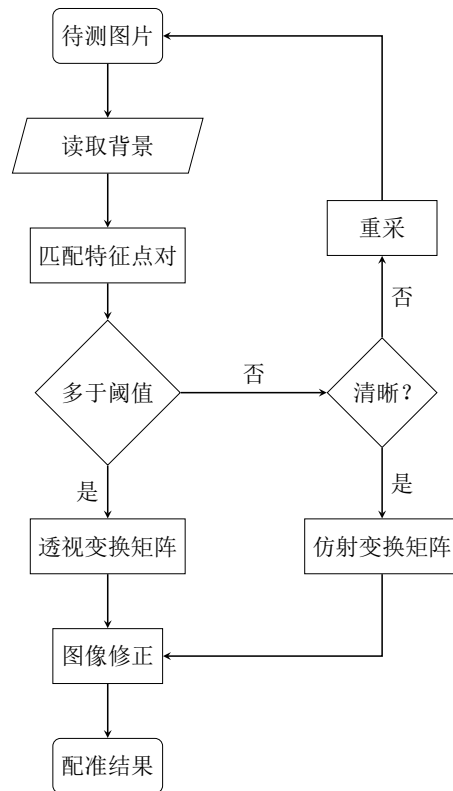 待测图片
读取背景
重采
匹配特征点对
否
多于阈值
否
清晰？
是
是
透视变换矩阵
仿射变换矩阵
图像修正
配准结果